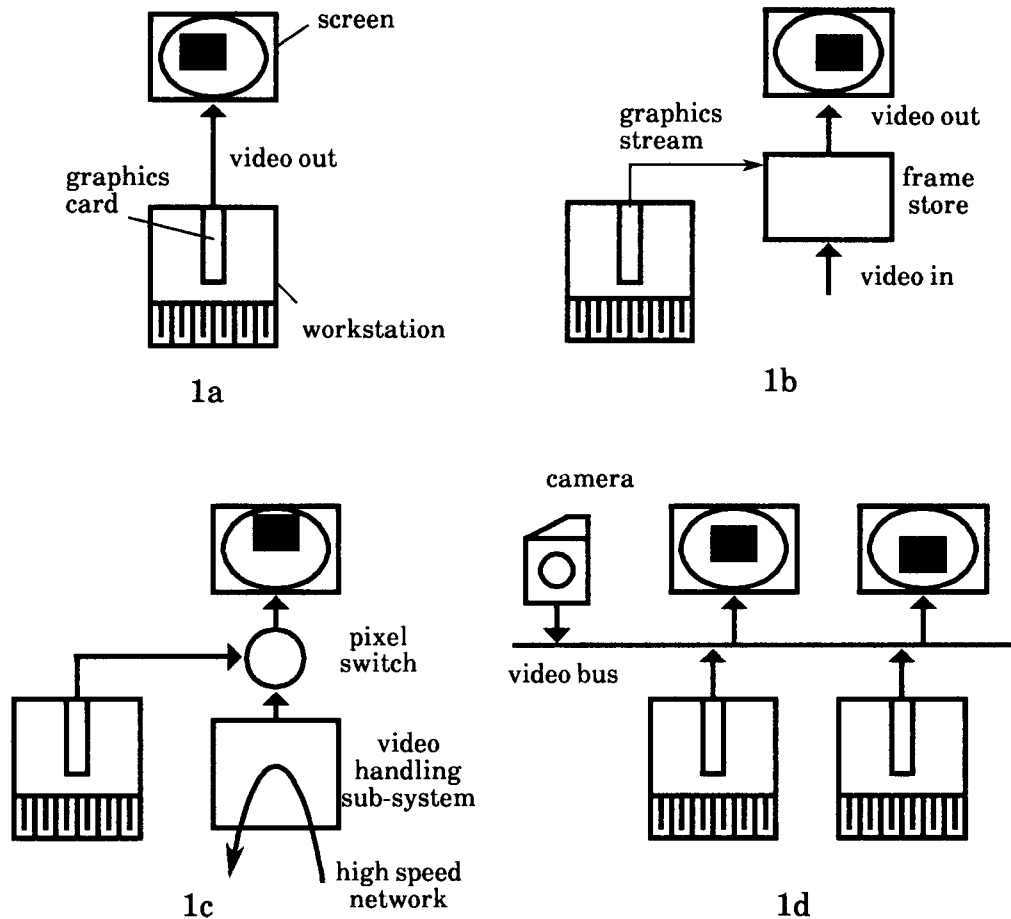 screen
video out
graphics
card
workstation
1a
graphics
stream
video out
frame
store
video in
1b
pixel
switch
video
handling
sub-system
high speed
network
1c
camera
video bus
1d